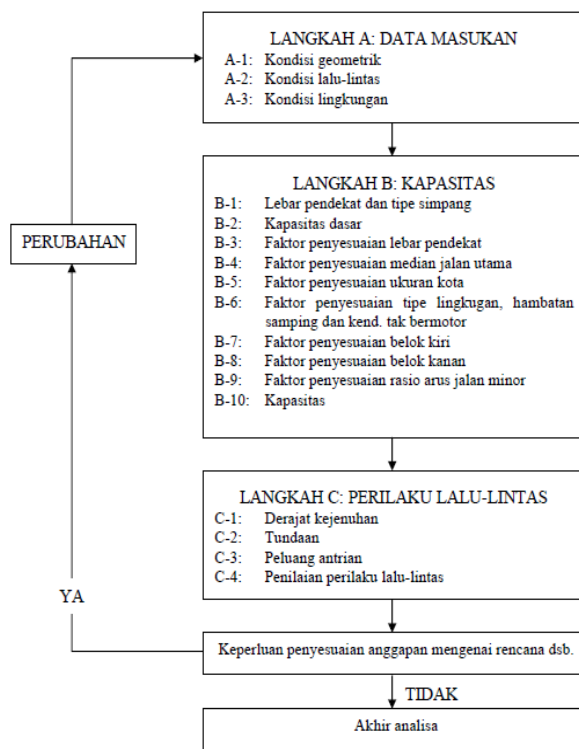 LANGKAH A: DATA MASUKAN
A-1: Kondisi geometrik
A-2: Kondisi lalu-lintas
A-3: Kondisi lingkungan
LANGKAH B: KAPASITAS
B-1: Lebar pendekat dan tipe simpang
B-2: Kapasitas dasar
B-3: Faktor penyesuaian lebar pendekat
B-4: Faktor penyesuaian median jalan utama
B-5: Faktor penyesuaian ukuran kota
B-6: Faktor penyesuaian tipe lingkugan, hambatan
samping dan kend. tak bermotor
B-7: Faktor penyesuaian belok kiri
B-8: Faktor penyesuaian belok kanan
B-9: Faktor penyesuaian rasio arus jalan minor
B-10: Kapasitas
PERUBAHAN
LANGKAH C: PERILAKU LALU-LINTAS
C-1: Derajat kejenuhan
C-2: Tundaan
C-3: Peluang antrian
C-4: Penilaian perilaku lalu-lintas
YA
Keperluan penyesuaian anggapan mengenai rencana dsb.
TIDAK
Akhir analisa